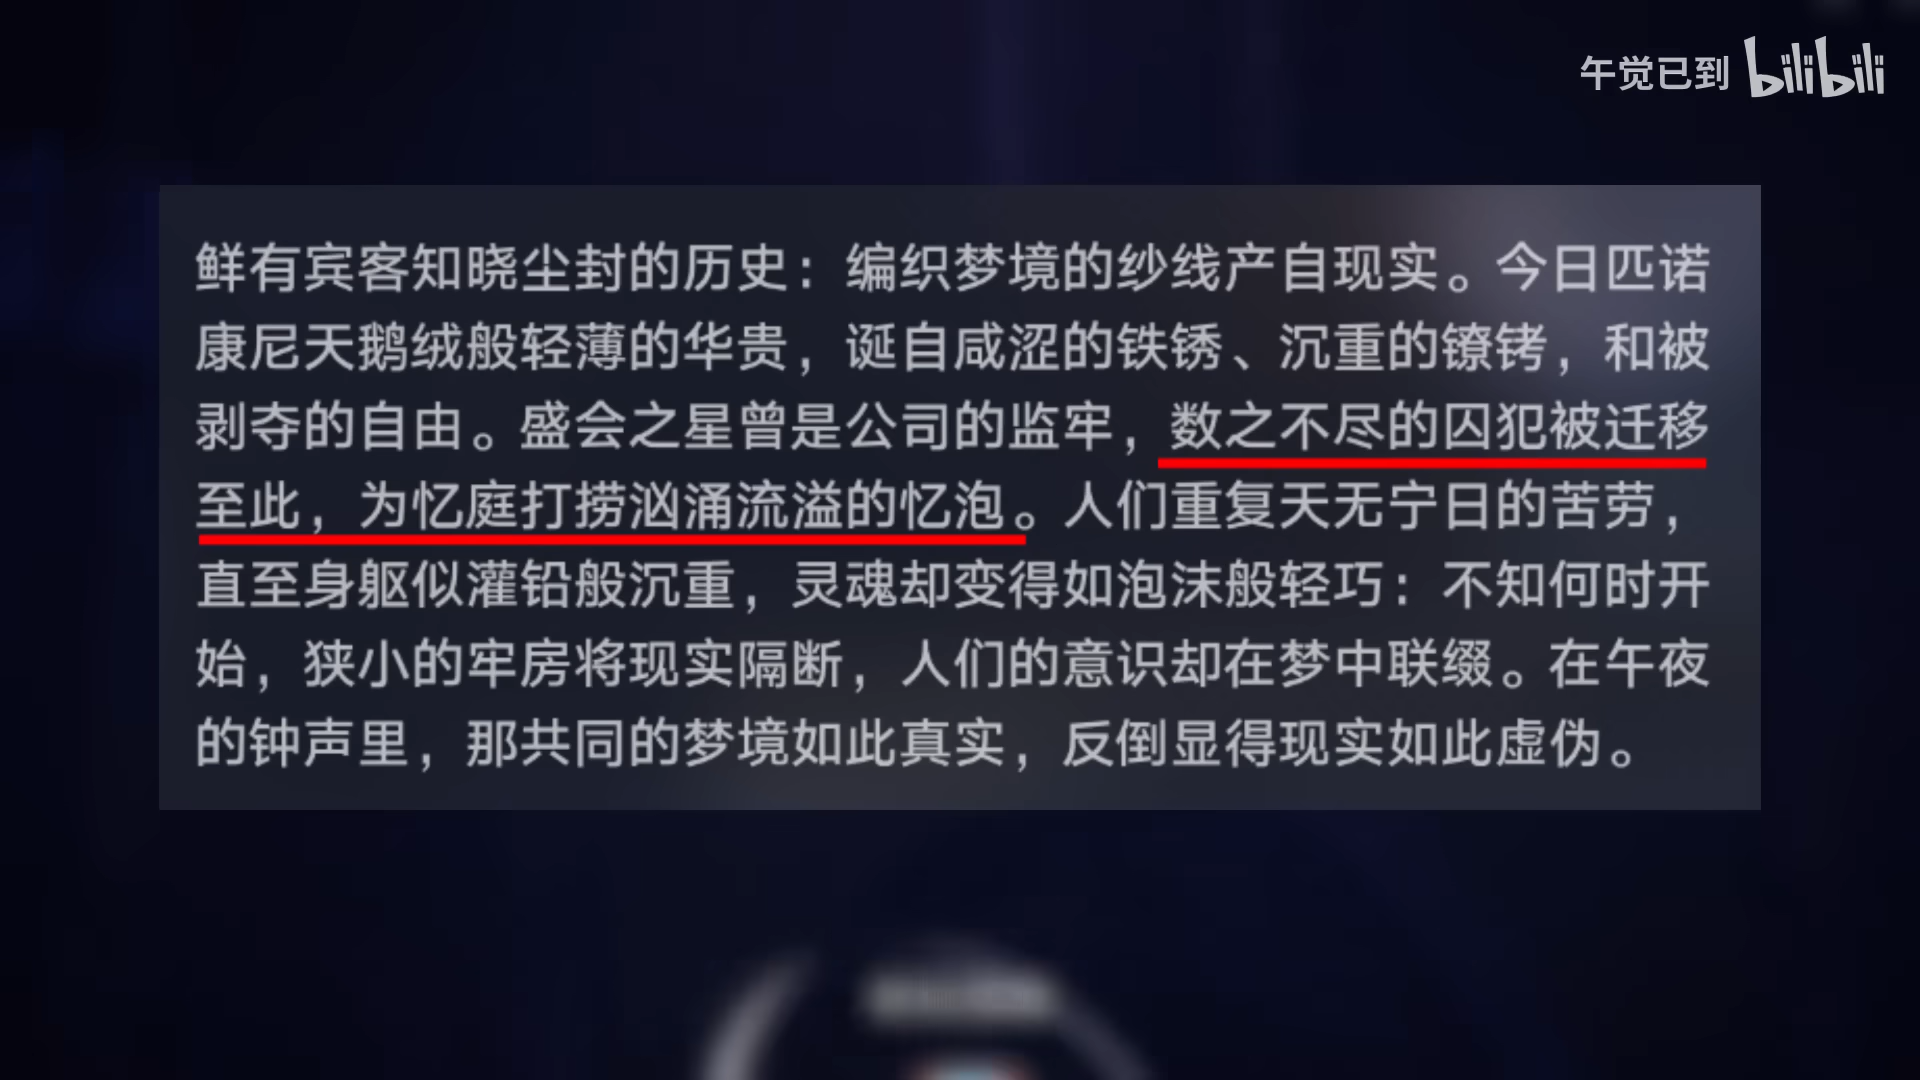 午觉已到 bilibili
鲜有宾客知晓尘封的历史：编织梦境的纱线产自现实。今日匹诺
康尼天鹅绒般轻薄的华贵，诞自咸涩的铁锈、沉重的镣铐，和被
剥夺的自由。盛会之星曾是公司的监牢，数之不尽的囚犯被迁移
至此，为忆庭打捞汹涌流溢的忆泡。人们重复天无宁日的苦劳，
直至身躯似灌铅般沉重，灵魂却变得如泡沫般轻巧：不知何时开
始，狭小的牢房将现实隔断，人们的意识却在梦中联缀。在午夜
的钟声里，那共同的梦境如此真实，反倒显得现实如此虚伪。